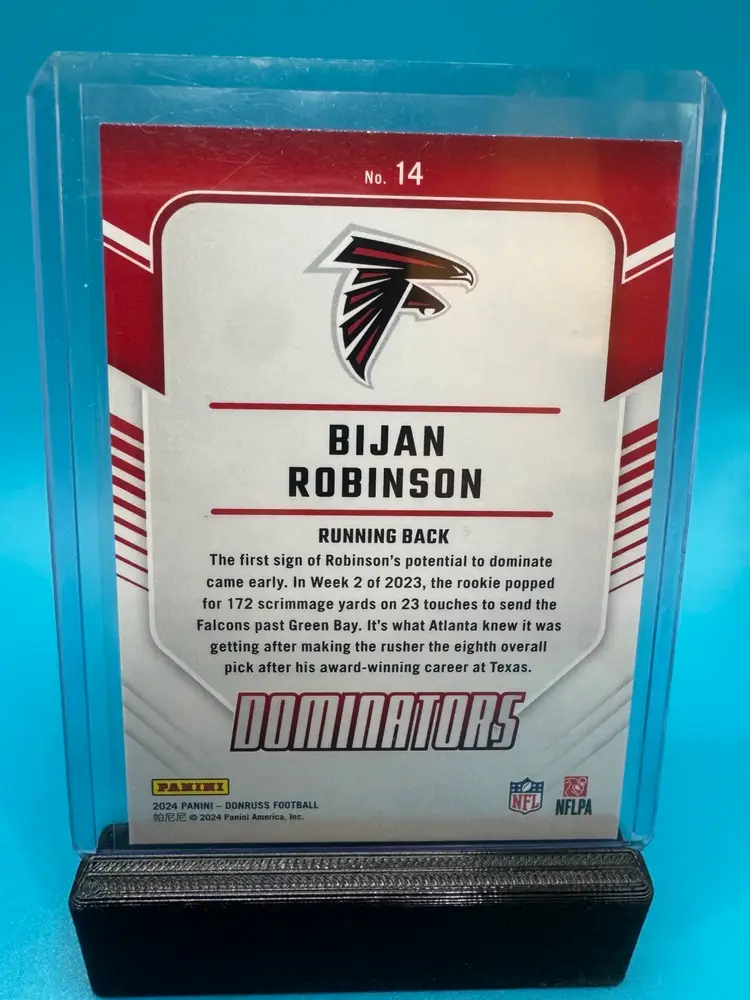 No. 14
BIJAN
ROBINSON
RUNNING BACK
The first sign of Robinson's potential to dominate
came early. In Week 2 of 2023, the rookie popped
for 172 scrimmage yards on 23 touches to send the
Falcons past Green Bay. It's what Atlanta knew it was
getting after making the rusher the eighth overall
pick after his award-winning career at Texas.
DOMINATORS
PANINI
2024 PANINI – DONRUSS FOOTBALL
帕尼尼 © 2024 Panini America, Inc.
NFL
NFLPA